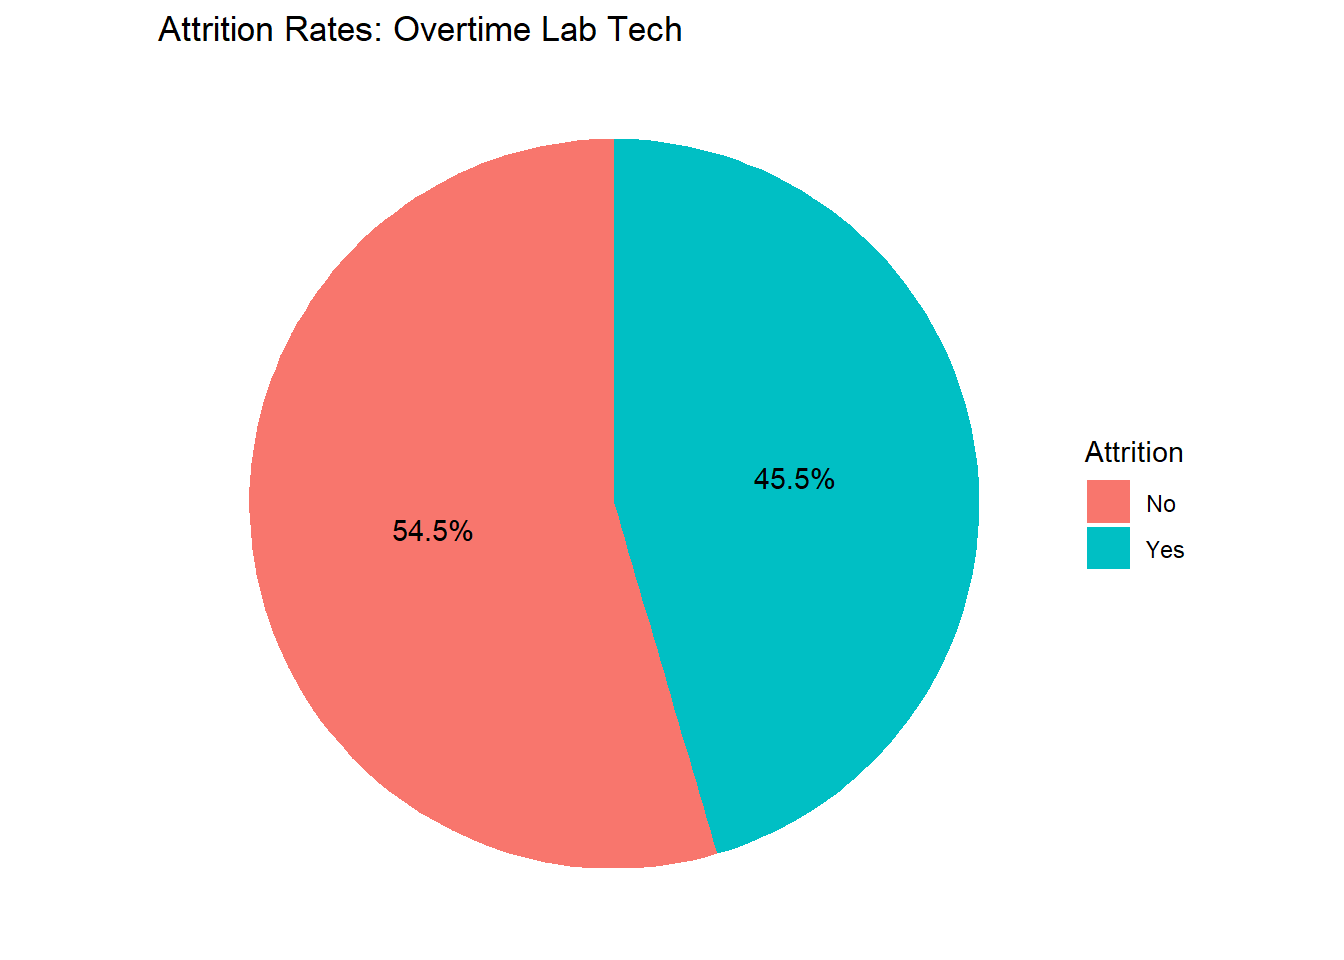 Attrition Rates: Overtime Lab Tech
45.5%
54.5%
Attrition
No
Yes